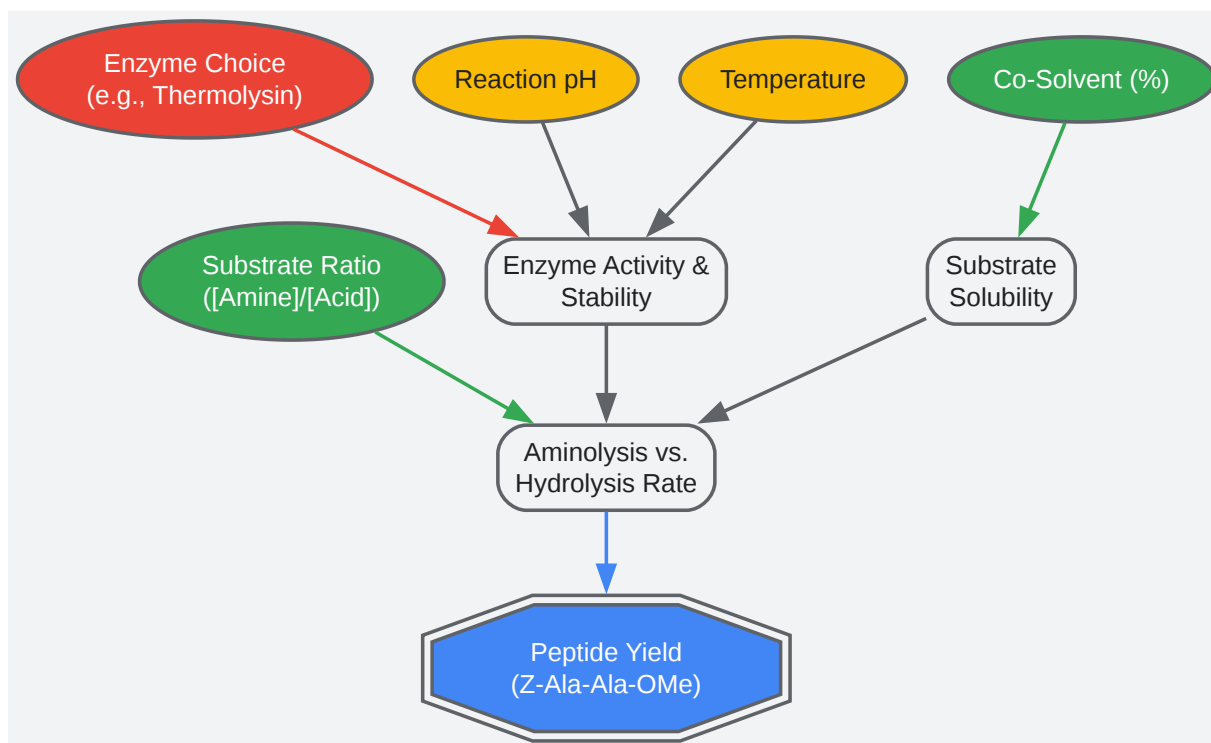 Enzyme Choice
(e.g., Thermolysin)
Reaction pH
Temperature
Co-Solvent (%)
Substrate Ratio
([Amine]/[Acid])
Enzyme Activity &
Stability
Substrate
Solubility
Aminolysis vs.
Hydrolysis Rate
Peptide Yield
(Z-Ala-Ala-OMe)